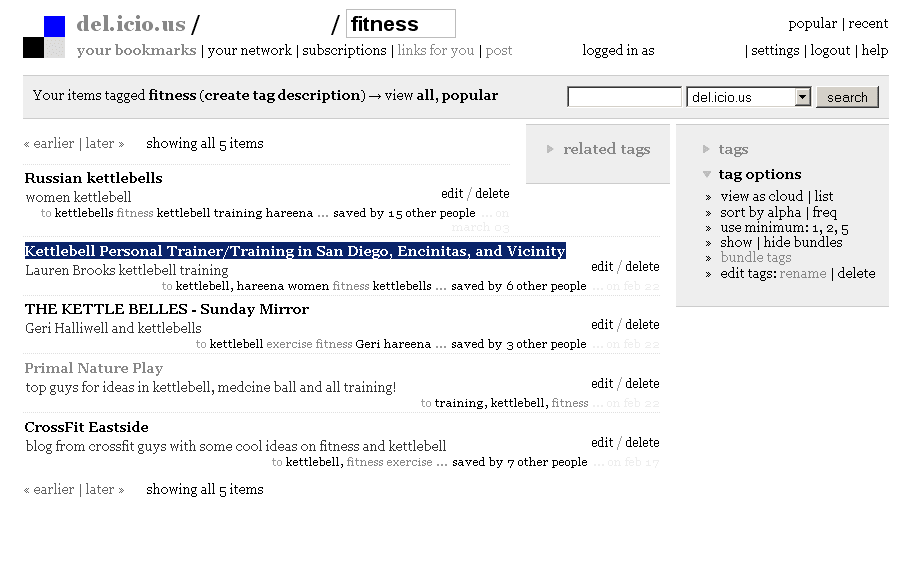 del.icio.us / / fitness
popular | recent
your bookmarks | your network | subscriptions | links for you | post
logged in as | settings | logout | help
Your items tagged fitness (create tag description) → view all, popular
del.icio.us search
« earlier | later » showing all 5 items
related tags
tags
tag options
» view as cloud | list
» sort by alpha | freq
» use minimum: 1, 2, 5
» show | hide bundles
» bundle tags
» edit tags: rename | delete
Russian kettlebells
women kettlebell
edit / delete
to kettlebells fitness kettlebell training hareena ... saved by 15 other people ... on
march 03
Kettlebell Personal Trainer/Training in San Diego, Encinitas, and Vicinity
Lauren Brooks kettlebell training
edit / delete
to kettlebell, hareena women fitness kettlebells ... saved by 6 other people ... on feb 22
THE KETTLE BELLES - Sunday Mirror
Geri Halliwell and kettlebells
edit / delete
to kettlebell exercise fitness Geri hareena ... saved by 3 other people ... on feb 22
Primal Nature Play
top guys for ideas in kettlebell, medcine ball and all training!
edit / delete
to training, kettlebell, fitness ... on feb 22
CrossFit Eastside
blog from crossfit guys with some cool ideas on fitness and kettlebell
edit / delete
to kettlebell, fitness exercise ... saved by 7 other people ... on feb 17
« earlier | later » showing all 5 items